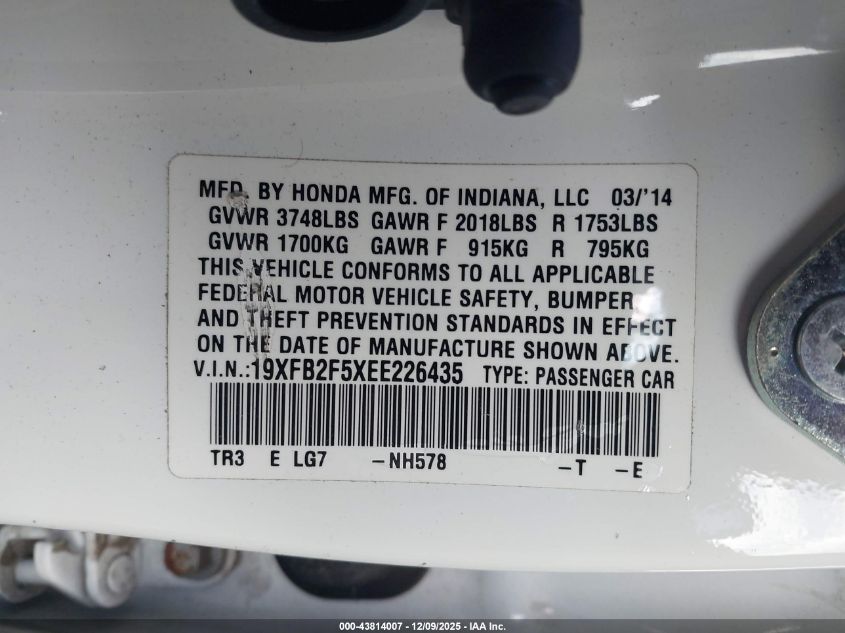 MFD. BY HONDA MFG. OF INDIANA, LLC 03/'14
GVWR 3748LBS GAWR F 2018LBS R 1753LBS
GVWR 1700KG GAWR F 915KG R 795KG
THIS VEHICLE CONFORMS TO ALL APPLICABLE
FEDERAL MOTOR VEHICLE SAFETY, BUMPER,
AND THEFT PREVENTION STANDARDS IN EFFECT
ON THE DATE OF MANUFACTURE SHOWN ABOVE.
V.I.N.:19XFB2F5XEE226435 TYPE: PASSENGER CAR
TR3 E LG7 -NH578 -T -E
000-43814007 - 12/09/2025 - IAA Inc.